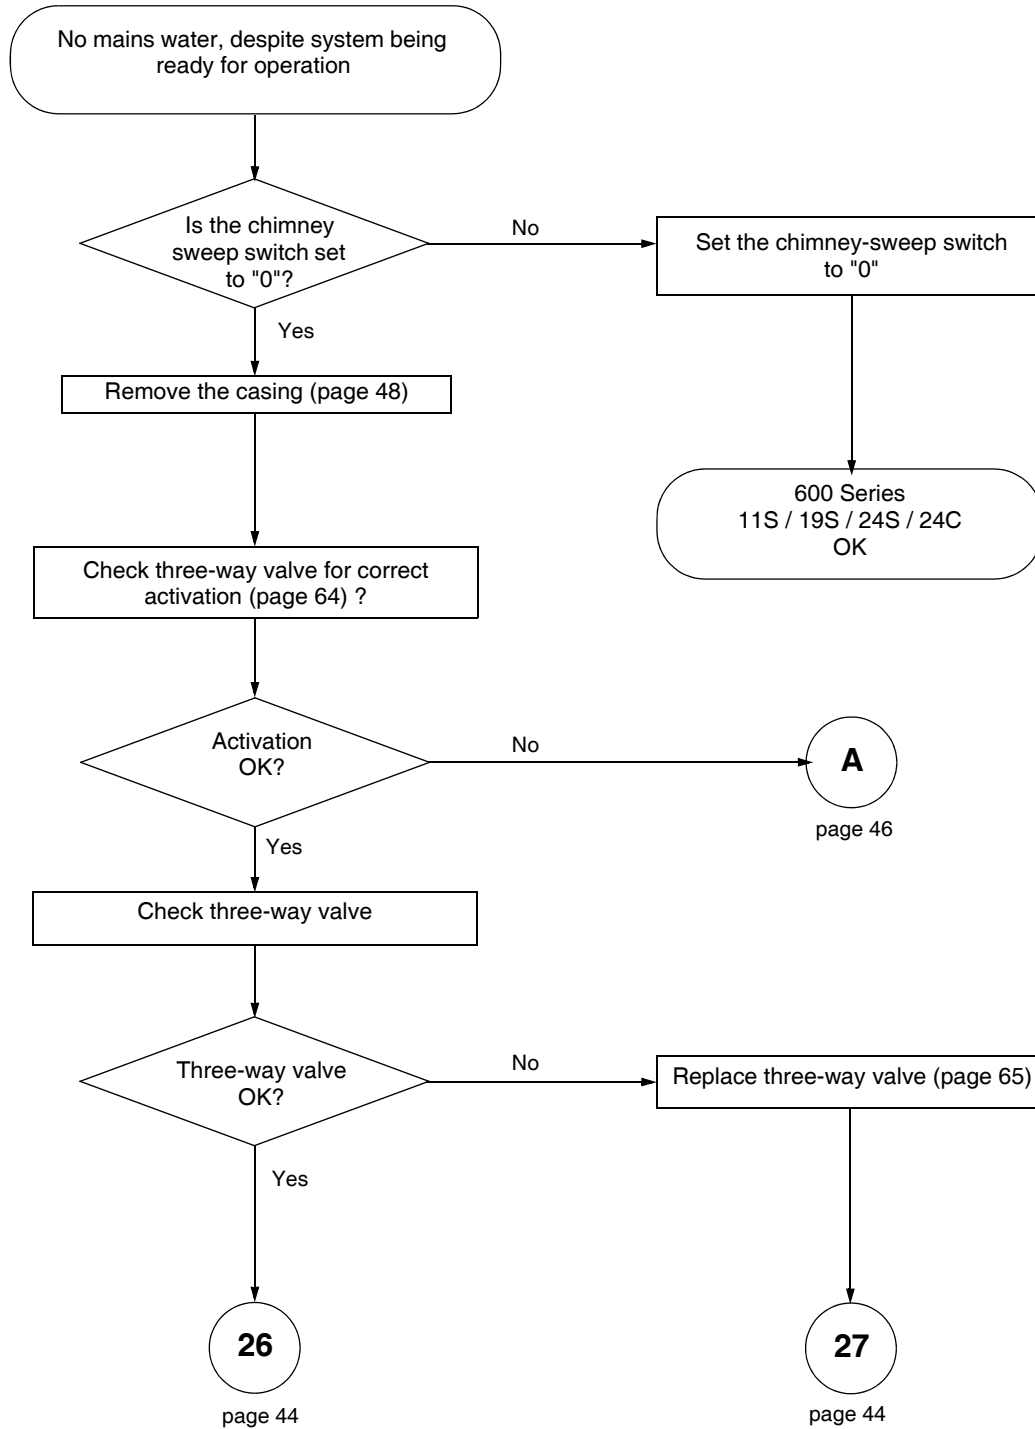 No mains water, despite system being
ready for operation
Is the chimney
sweep switch set
to "0"?
No
Set the chimney-sweep switch
to "0"
Yes
Remove the casing (page 48)
600 Series
11S / 19S / 24S / 24C
OK
Check three-way valve for correct
activation (page 64) ?
Activation
OK?
No
A
page 46
Yes
Check three-way valve
Three-way valve
OK?
No
Replace three-way valve (page 65)
Yes
26
page 44
27
page 44